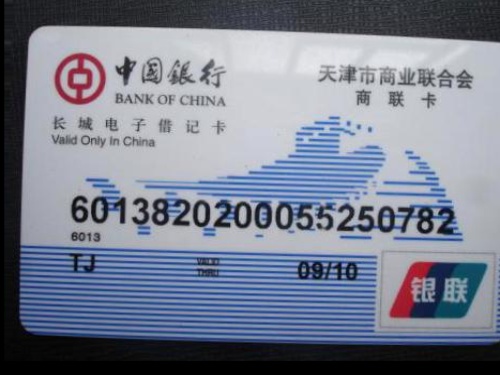 中国银行 天津市商业联合会
BANK OF CHINA 商联卡
长城电子借记卡
Valid Only In China
6013820200055250782
6013
TJ VALID THRU 09/10
银联